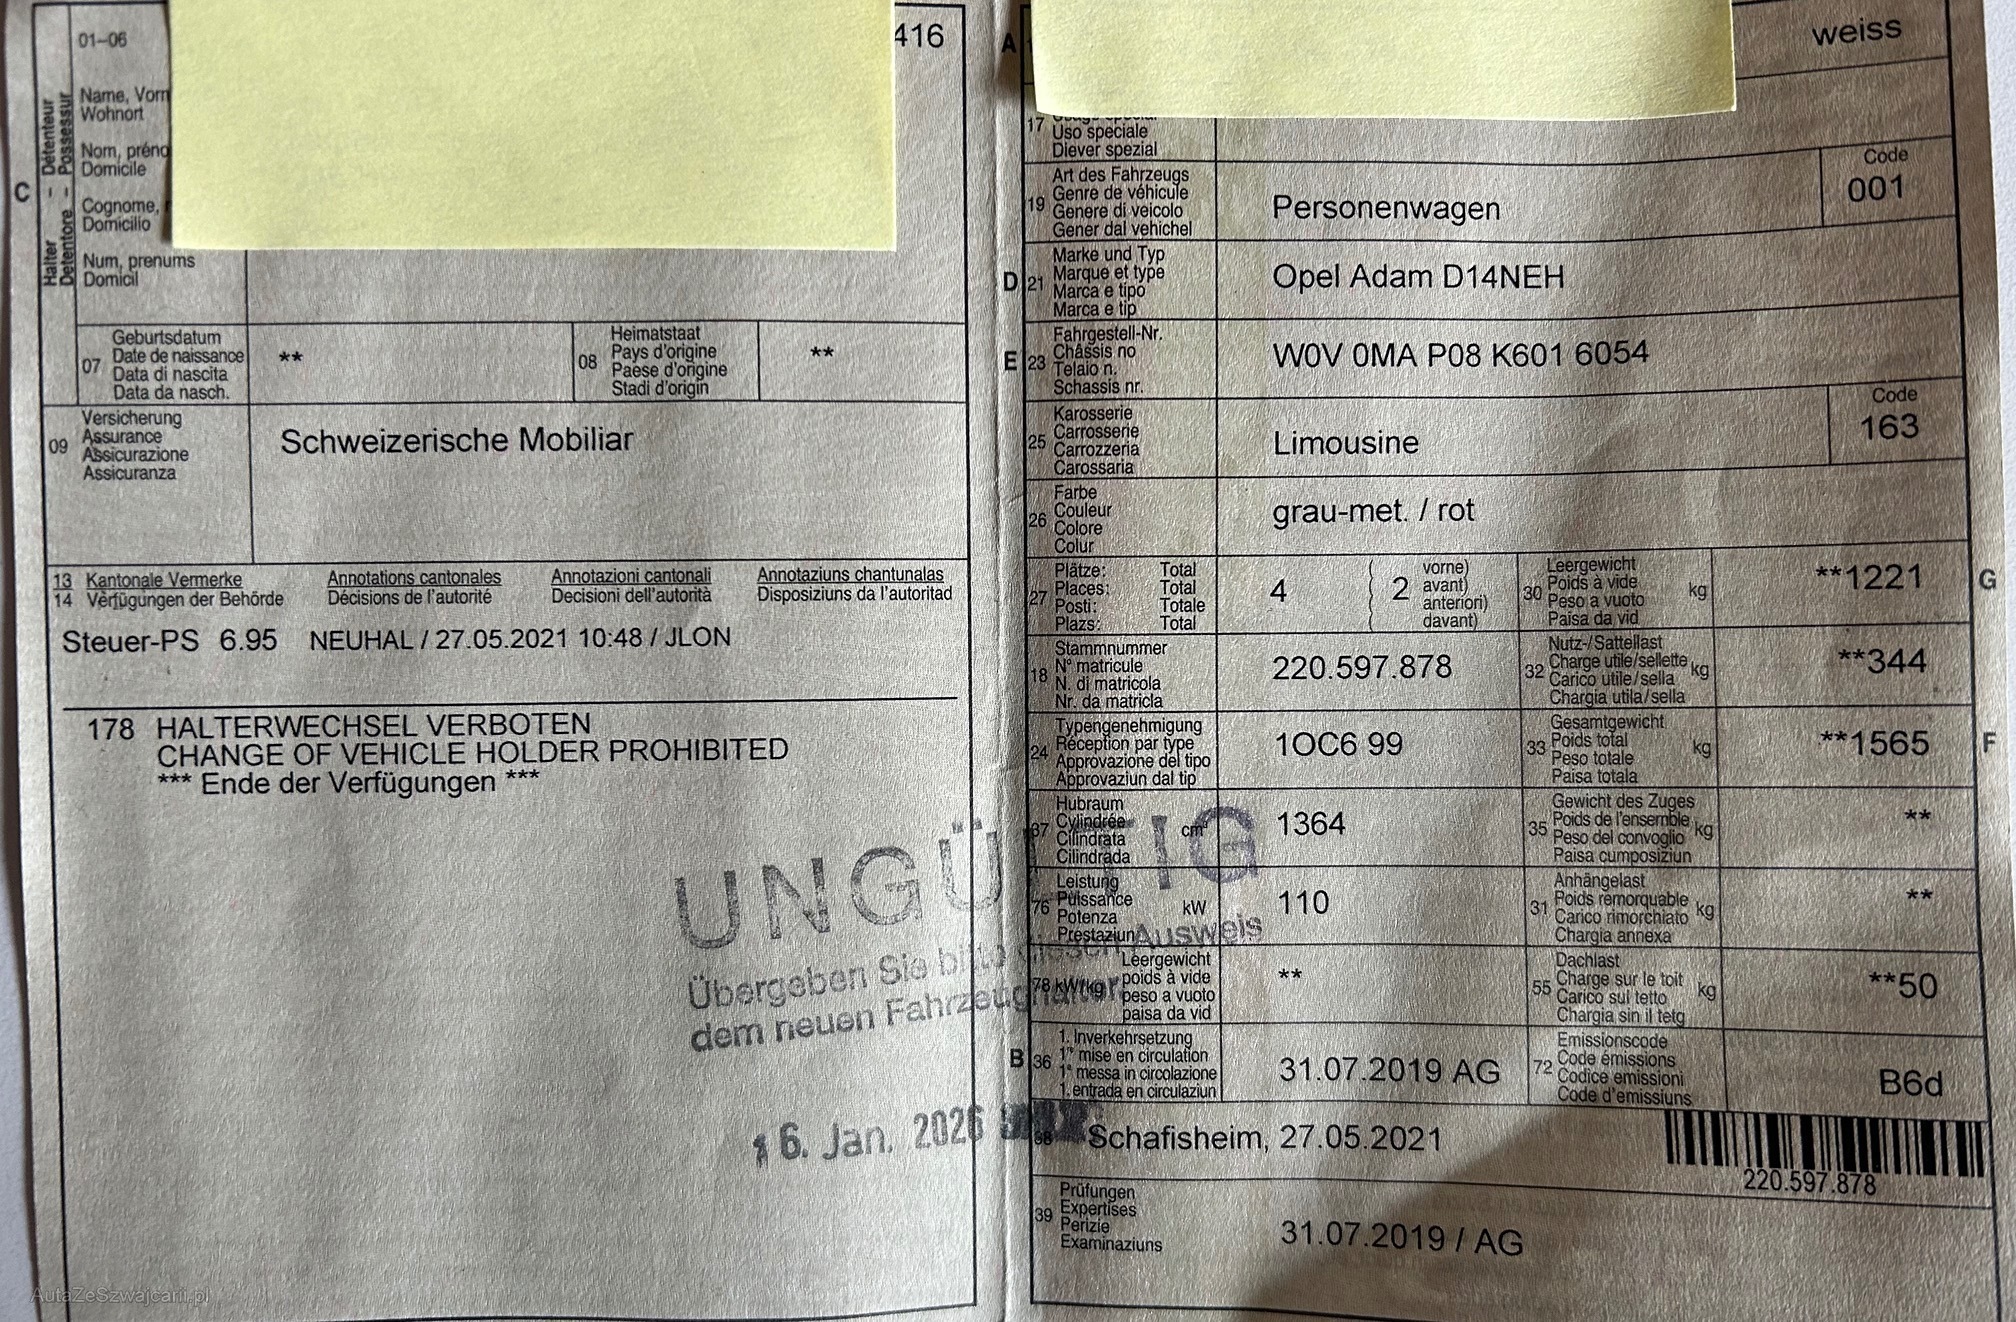 01–06
416
Name, Vorn
Wohnort
Nom, préno
Domicile
Cognome,
Domicilio
Num, prenums
Domicil
C
Halter – Détenteur
Detentore – Possessur
07
Geburtsdatum
Date de naissance
Data di nascita
Data da nasch.
**
08
Heimatstaat
Pays d'origine
Paese d'origine
Stadi d'origin
**
09
Versicherung
Assurance
Assicurazione
Assicuranza
Schweizerische Mobiliar
13 Kantonale Vermerke Annotations cantonales Annotazioni cantonali Annotaziuns chantunalas
14 Verfügungen der Behörde Décisions de l'autorité Decisioni dell'autorità Disposiziuns da l'autoritad
Steuer-PS 6.95 NEUHAL / 27.05.2021 10:48 / JLON
178 HALTERWECHSEL VERBOTEN
CHANGE OF VEHICLE HOLDER PROHIBITED
*** Ende der Verfügungen ***
UNGÜLTIG
Übergeben Sie bitte diesen Ausweis
dem neuen Fahrzeughalter
16. Jan. 2026
AutaZeSzwajcarii.pl
A
weiss
17
Uso speciale
Diever spezial
19
Art des Fahrzeugs
Genre de véhicule
Genere di veicolo
Gener dal vehichel
Personenwagen
Code
001
D 21
Marke und Typ
Marque et type
Marca e tipo
Marca e tip
Opel Adam D14NEH
E 23
Fahrgestell-Nr.
Châssis no
Telaio n.
Schassis nr.
W0V 0MA P08 K601 6054
25
Karosserie
Carrosserie
Carrozzeria
Carossaria
Limousine
Code
163
26
Farbe
Couleur
Colore
Colur
grau-met. / rot
27
Plätze: Total
Places: Total
Posti: Totale
Plazs: Total
4
( 2 vorne)
avant)
anteriori)
davant)
30
Leergewicht
Poids à vide
Peso a vuoto
Paisa da vid
kg
**1221
G
18
Stammnummer
N° matricule
N. di matricola
Nr. da matricla
220.597.878
32
Nutz-/Sattellast
Charge utile/sellette
Carico utile/sella
Chargia utila/sella
kg
**344
24
Typengenehmigung
Réception par type
Approvazione del tipo
Approvaziun dal tip
1OC6 99
33
Gesamtgewicht
Poids total
Peso totale
Paisa totala
kg
**1565
F
37
Hubraum
Cylindrée
Cilindrata
Cilindrada
cm³
1364
35
Gewicht des Zuges
Poids de l'ensemble
Peso del convoglio
Paisa cumposiziun
kg
**
76
Leistung
Puissance
Potenza
Prestaziun
kW
110
31
Anhängelast
Poids remorquable
Carico rimorchiato
Chargia annexa
kg
**
78 kW/kg
Leergewicht
poids à vide
peso a vuoto
paisa da vid
**
55
Dachlast
Charge sur le toit
Carico sul tetto
Chargia sin il tetg
kg
**50
B 36
1. Inverkehrsetzung
1re mise en circulation
1a messa in circolazione
1. entrada en circulaziun
31.07.2019 AG
72
Emissionscode
Code émissions
Codice emissioni
Code d'emissiuns
B6d
38
Schafisheim, 27.05.2021
220.597.878
39
Prüfungen
Expertises
Perizie
Examinaziuns
31.07.2019 / AG